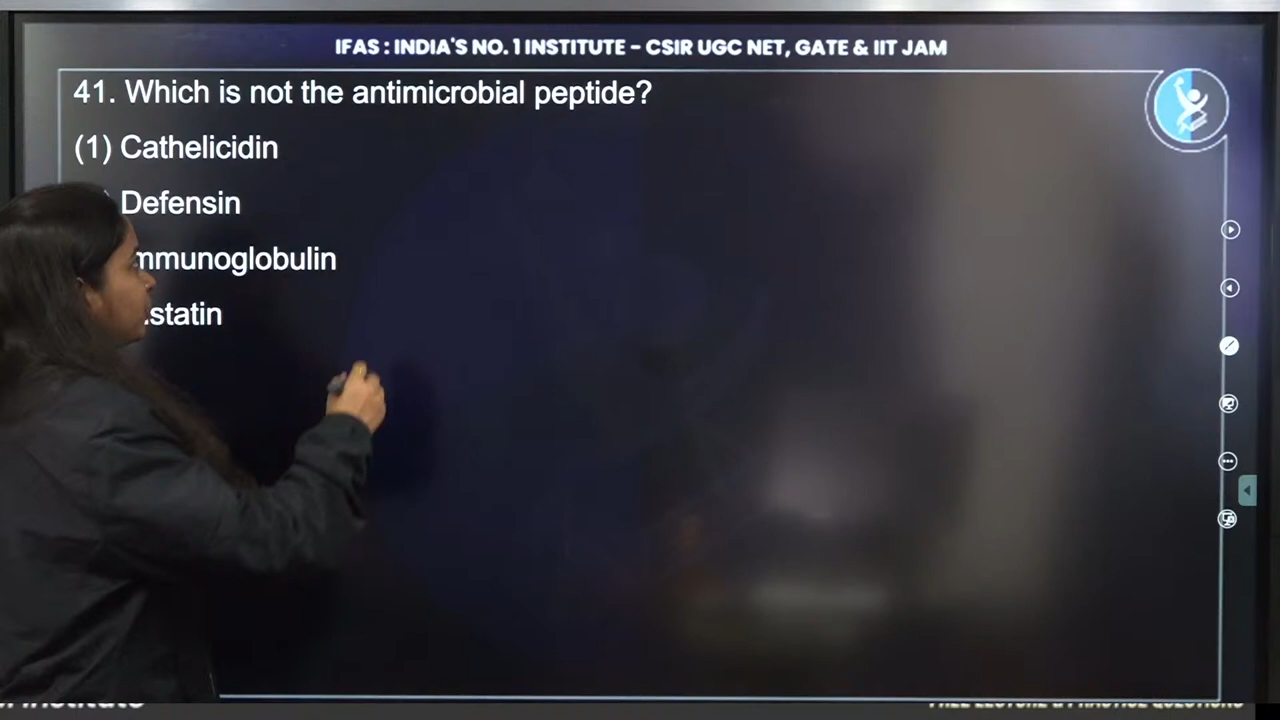 IFAS : INDIA'S NO. 1 INSTITUTE - CSIR UGC NET, GATE & IIT JAM
41. Which is not the antimicrobial peptide?
(1) Cathelicidin
Defensin
mmunoglobulin
statin